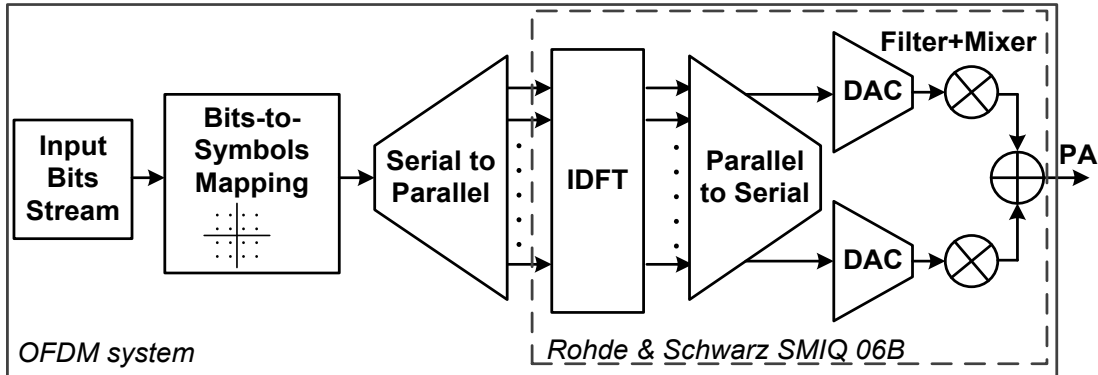 Input
Bits
Stream
Bits-to-
Symbols
Mapping
Serial to
Parallel
IDFT
Parallel
to Serial
DAC
DAC
Filter+Mixer
PA
OFDM system
Rohde & Schwarz SMIQ 06B